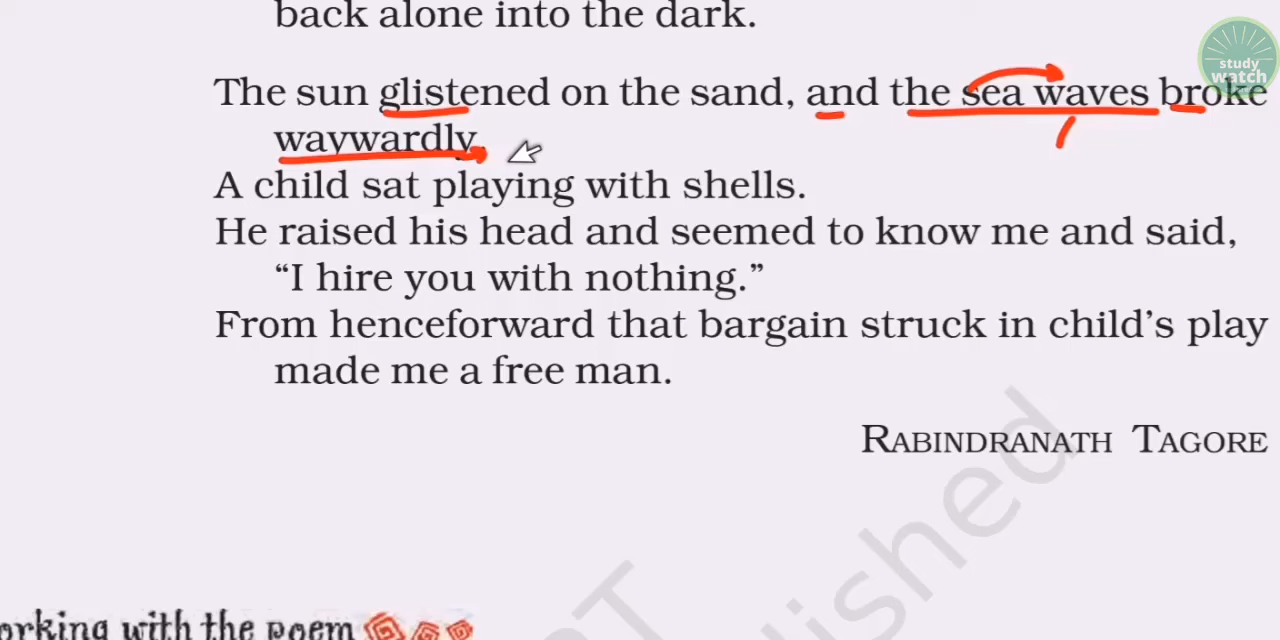 back alone into the dark.
study
watch
The sun glistened on the sand, and the sea waves broke
waywardly.
A child sat playing with shells.
He raised his head and seemed to know me and said,
“I hire you with nothing.”
From henceforward that bargain struck in child’s play
made me a free man.
RABINDRANATH TAGORE
orking with the poem